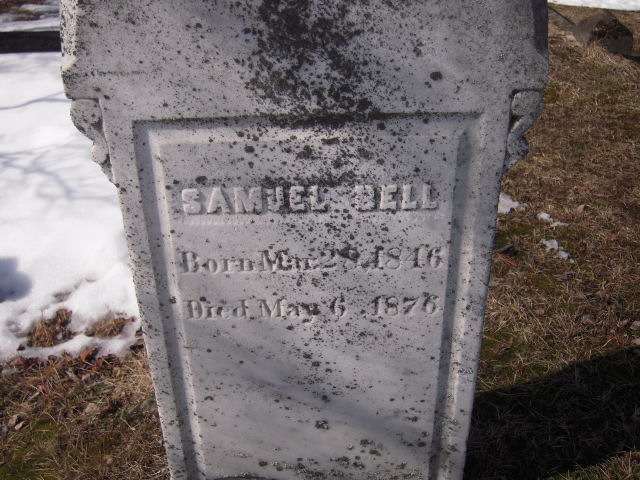 SAMUEL BELL
Born Mar. 29, 1846
Died May 6 1876